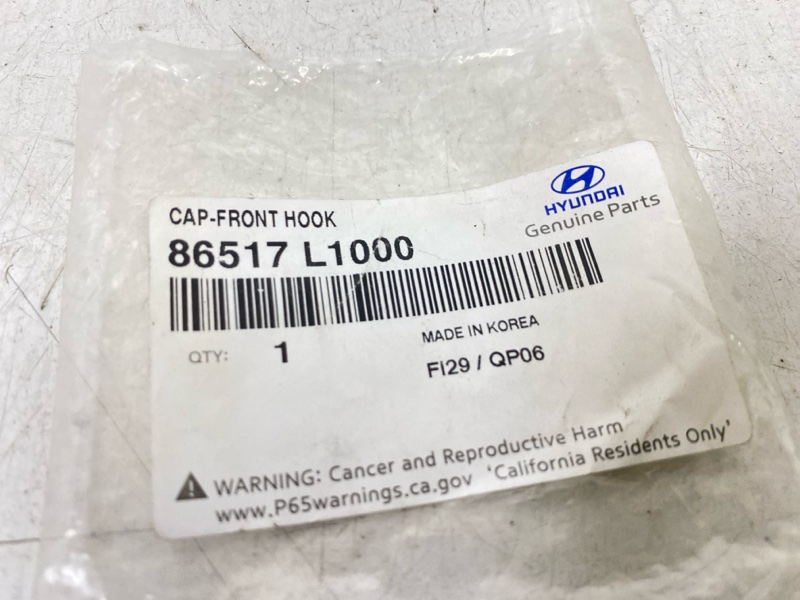 HYUNDAI
Genuine Parts
CAP-FRONT HOOK
86517 L1000
MADE IN KOREA
QTY: 1
FI29 / QP06
WARNING: Cancer and Reproductive Harm
www.P65warnings.ca.gov 'California Residents Only'